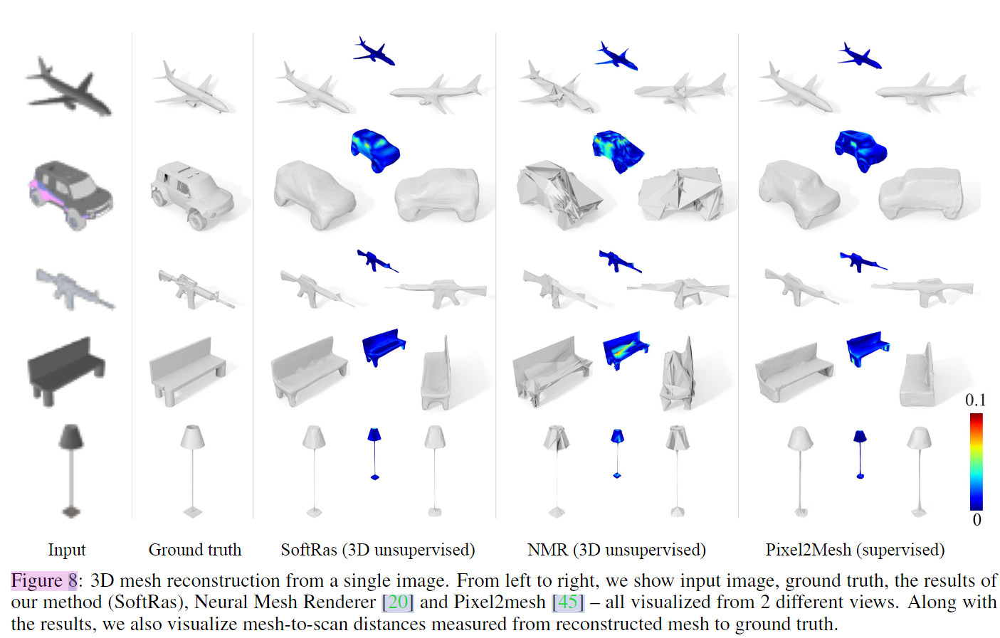 0.1
0
Input
Ground truth
SoftRas (3D unsupervised)
NMR (3D unsupervised)
Pixel2Mesh (supervised)
Figure 8: 3D mesh reconstruction from a single image. From left to right, we show input image, ground truth, the results of
our method (SoftRas), Neural Mesh Renderer [20] and Pixel2mesh [45] – all visualized from 2 different views. Along with
the results, we also visualize mesh-to-scan distances measured from reconstructed mesh to ground truth.